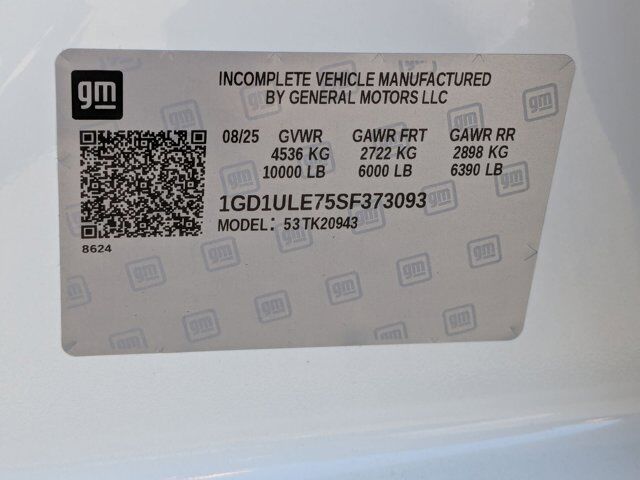 gm
INCOMPLETE VEHICLE MANUFACTURED
BY GENERAL MOTORS LLC
08/25 GVWR GAWR FRT GAWR RR
4536 KG 2722 KG 2898 KG
10000 LB 6000 LB 6390 LB
1GD1ULE75SF373093
MODEL: 53TK20943
8624